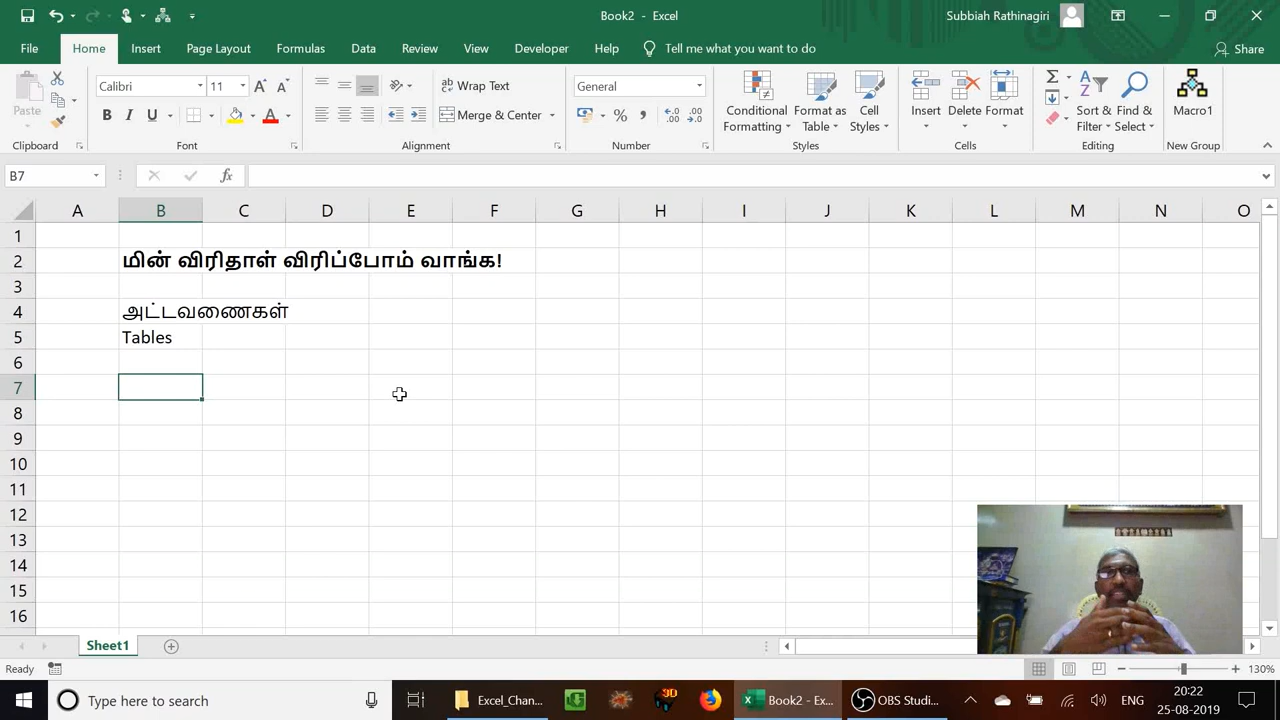 Book2 - Excel
Subbiah Rathinagiri
File Home Insert Page Layout Formulas Data Review View Developer Help Tell me what you want to do Share
Paste
Clipboard
Calibri 11
B I U
Font
Wrap Text
Merge & Center
Alignment
General
Number
Conditional Formatting
Format as Table
Cell Styles
Styles
Insert Delete Format
Cells
Sort & Filter
Find & Select
Editing
Macro1
New Group
B7
fx
A B C D E F G H I J K L M N O
1
2 மின் விரிதாள் விரிப்போம் வாங்க!
3
4 அட்டவணைகள்
5 Tables
6
7
8
9
10
11
12
13
14
15
16
Sheet1
Ready
130%
Type here to search
Excel_Chan...
3D
Book2 - Exc...
OBS Studi...
ENG
20:22
25-08-2019